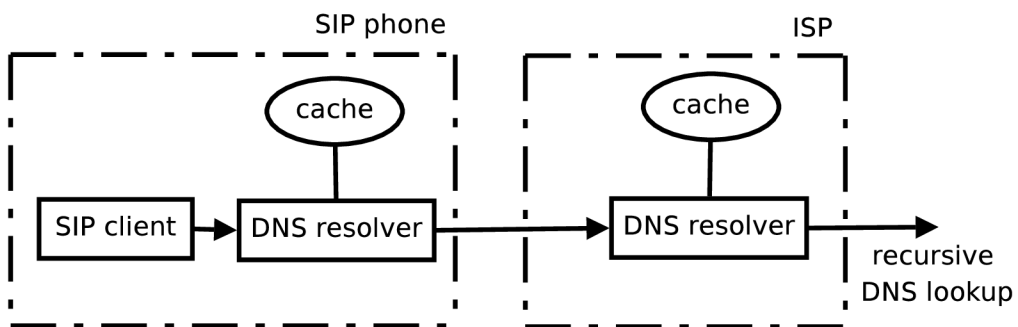 SIP phone
ISP
cache
cache
SIP client
DNS resolver
DNS resolver
recursive
DNS lookup